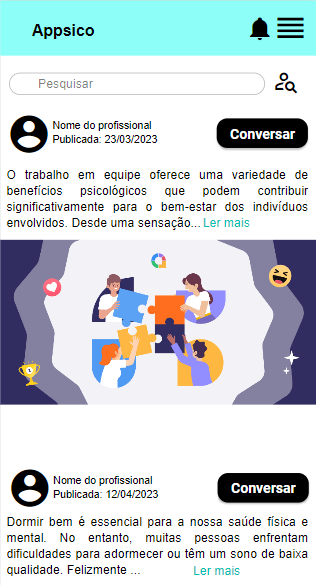 Appsico
Pesquisar
Nome do profissional
Publicada: 23/03/2023
Conversar
O trabalho em equipe oferece uma variedade de
benefícios psicológicos que podem contribuir
significativamente para o bem-estar dos indivíduos
envolvidos. Desde uma sensação... Ler mais
Nome do profissional
Publicada: 12/04/2023
Conversar
Dormir bem é essencial para a nossa saúde física e
mental. No entanto, muitas pessoas enfrentam
dificuldades para adormecer ou têm um sono de baixa
qualidade. Felizmente ... Ler mais